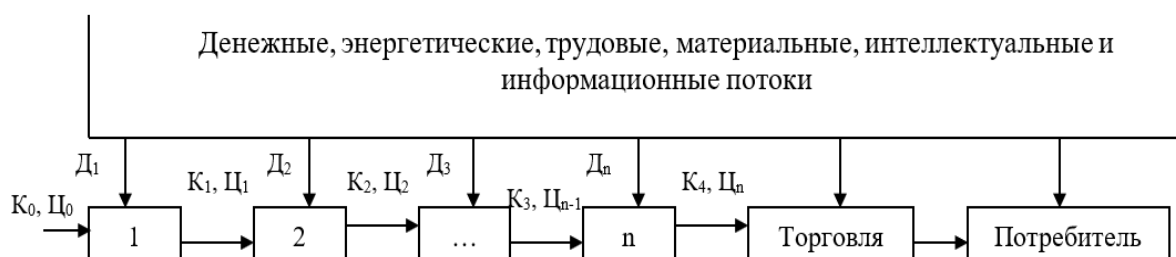 Денежные, энергетические, трудовые, материальные, интеллектуальные и
информационные потоки
Д₁ Д₂ Д₃ Дₙ
К₀, Ц₀ К₁, Ц₁ К₂, Ц₂ К₃, Цₙ₋₁ К₄, Цₙ
1 2 ... n Торговля Потребитель